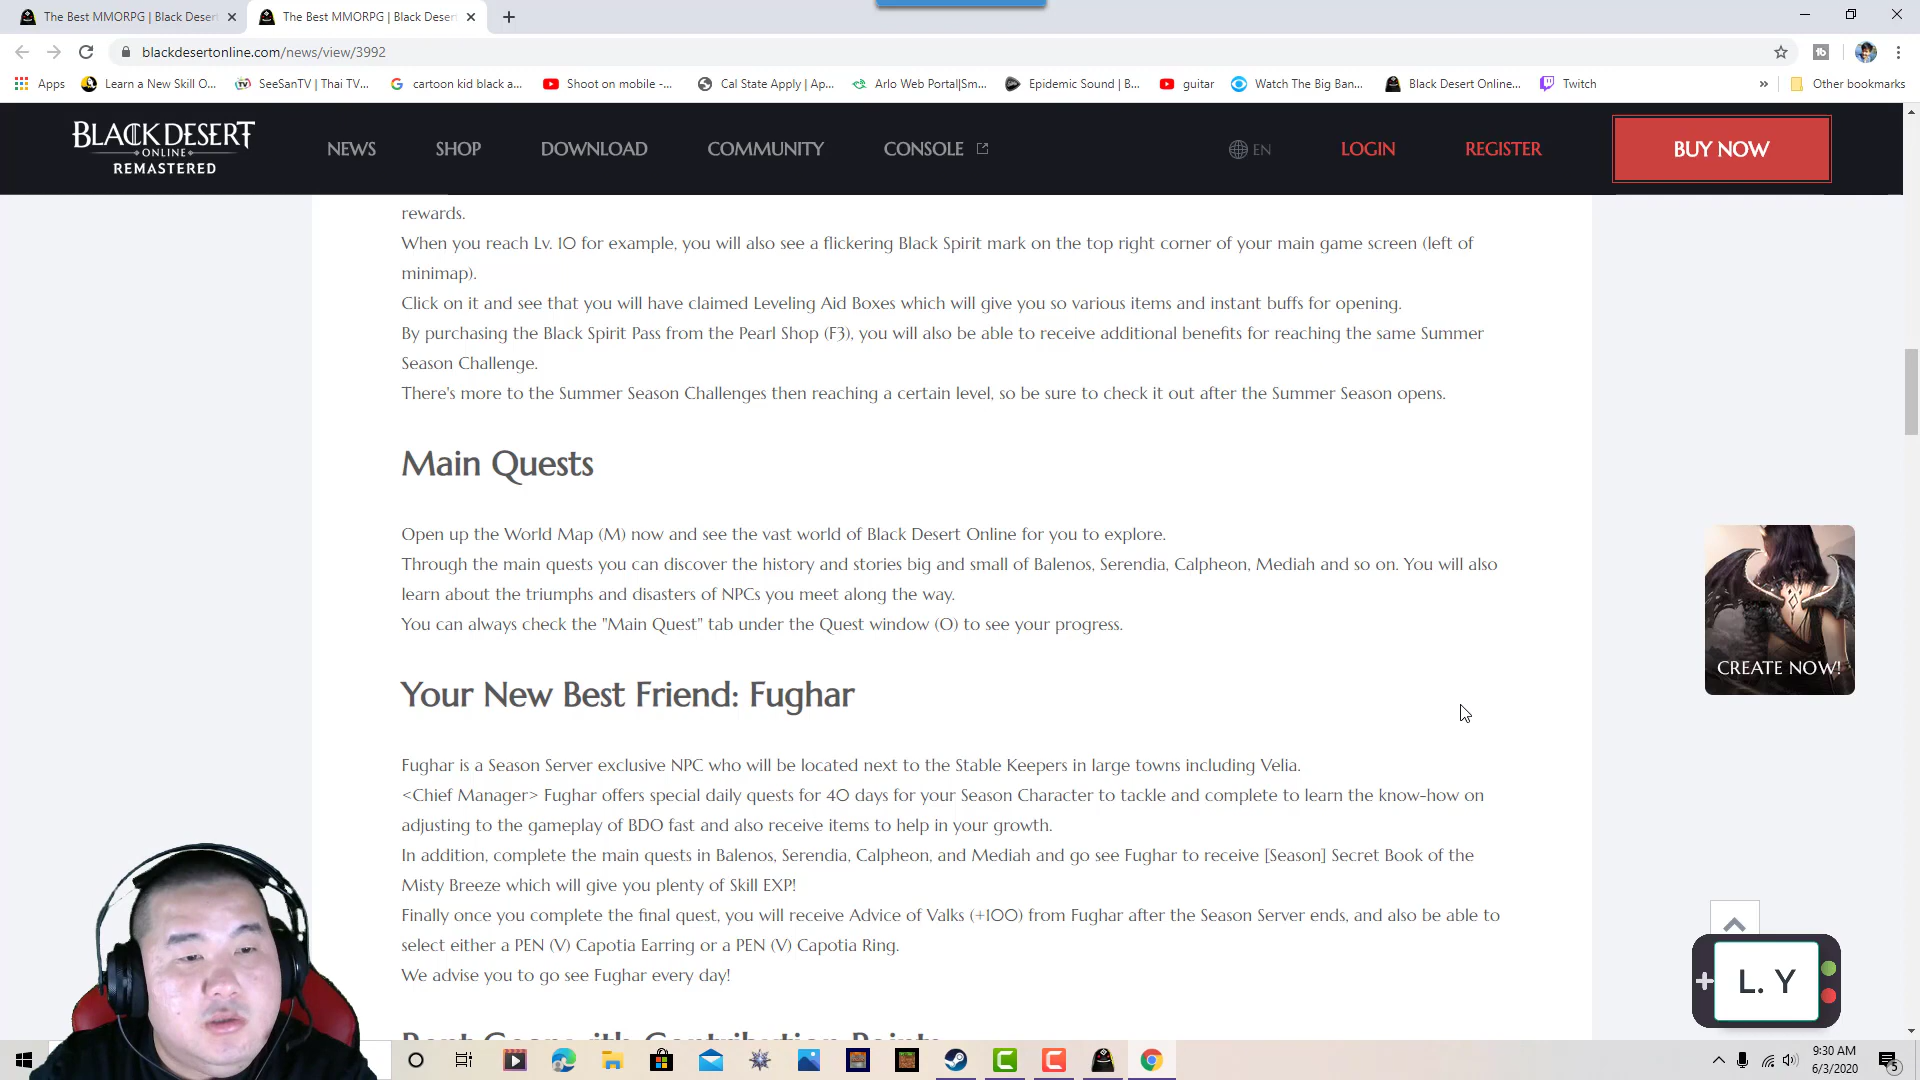 The Best MMORPG | Black Deser
The Best MMORPG | Black Deser
blackdesertonline.com/news/view/3992
Apps
Learn a New Skill O...
SeeSanTV | Thai TV...
cartoon kid black a...
Shoot on mobile -...
Cal State Apply | Ap...
Arlo Web Portal|Sm...
Epidemic Sound | B...
guitar
Watch The Big Ban...
Black Desert Online...
Twitch
»
Other bookmarks
BLACK DESERT
ONLINE
REMASTERED
NEWS
SHOP
DOWNLOAD
COMMUNITY
CONSOLE
EN
LOGIN
REGISTER
BUY NOW
rewards.
When you reach Lv. 10 for example, you will also see a flickering Black Spirit mark on the top right corner of your main game screen (left of
minimap).
Click on it and see that you will have claimed Leveling Aid Boxes which will give you so various items and instant buffs for opening.
By purchasing the Black Spirit Pass from the Pearl Shop (F3), you will also be able to receive additional benefits for reaching the same Summer
Season Challenge.
There's more to the Summer Season Challenges then reaching a certain level, so be sure to check it out after the Summer Season opens.
Main Quests
Open up the World Map (M) now and see the vast world of Black Desert Online for you to explore.
Through the main quests you can discover the history and stories big and small of Balenos, Serendia, Calpheon, Mediah and so on. You will also
learn about the triumphs and disasters of NPCs you meet along the way.
You can always check the "Main Quest" tab under the Quest window (O) to see your progress.
CREATE NOW!
Your New Best Friend: Fughar
Fughar is a Season Server exclusive NPC who will be located next to the Stable Keepers in large towns including Velia.
<Chief Manager> Fughar offers special daily quests for 40 days for your Season Character to tackle and complete to learn the know-how on
adjusting to the gameplay of BDO fast and also receive items to help in your growth.
In addition, complete the main quests in Balenos, Serendia, Calpheon, and Mediah and go see Fughar to receive [Season] Secret Book of the
Misty Breeze which will give you plenty of Skill EXP!
Finally once you complete the final quest, you will receive Advice of Valks (+100) from Fughar after the Season Server ends, and also be able to
select either a PEN (V) Capotia Earring or a PEN (V) Capotia Ring.
We advise you to go see Fughar every day!
L. Y
9:30 AM
6/3/2020
5